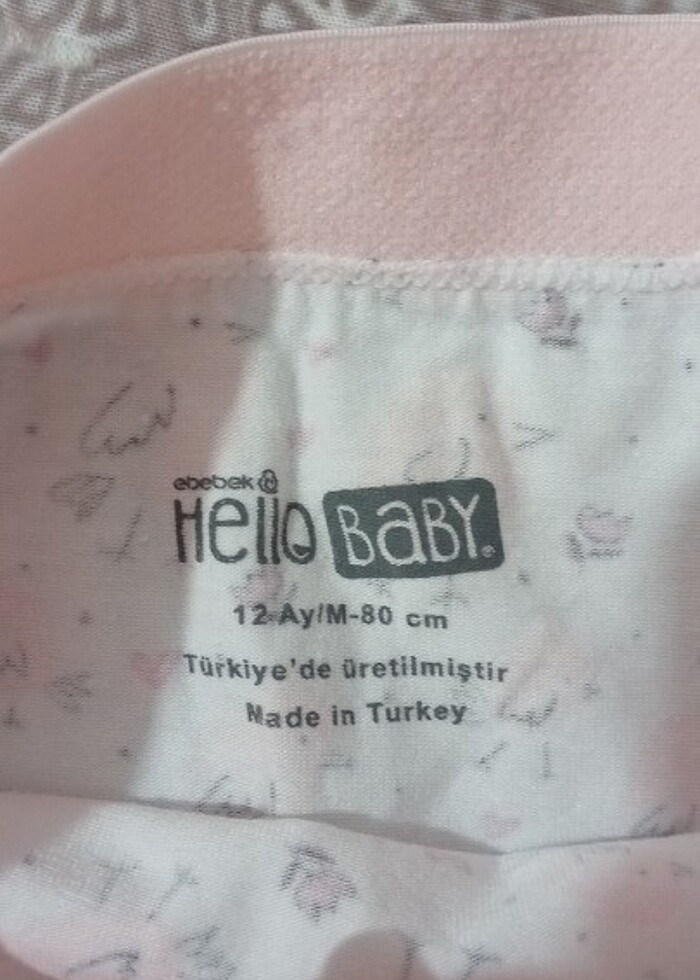 ebebek
Hello BaBY.
12-Ay/M-80 cm
Türkiye'de üretilmiştir
Made in Turkey